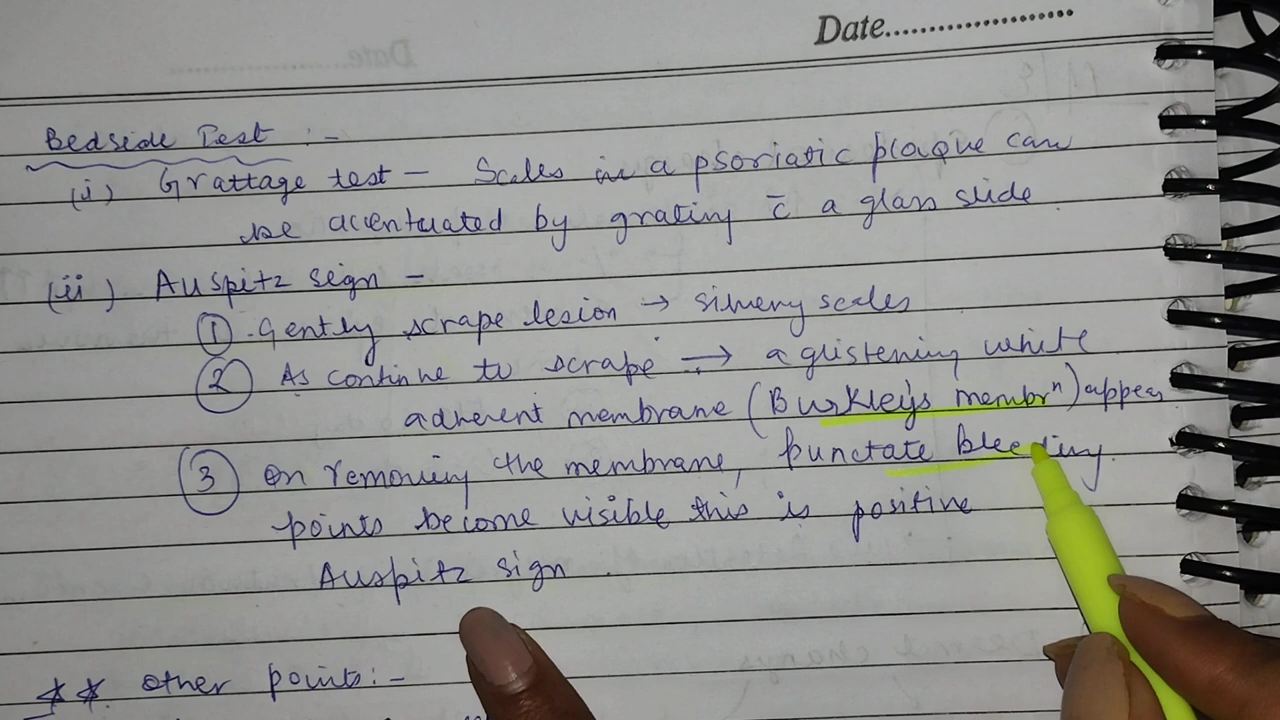 Date.....................
Bedside Test :-
(i) Grattage test - Scales in a psoriatic plaque can
be accentuated by grating c̄ a glass slide
(ii) Auspitz sign -
① Gently scrape lesion → silvery scales
② As continue to scrape → a glistening white
adherent membrane (Burkley's membrⁿ) appear
③ on removing the membrane, punctate bleeding
points become visible this is positive
Auspitz sign.
** other points:-